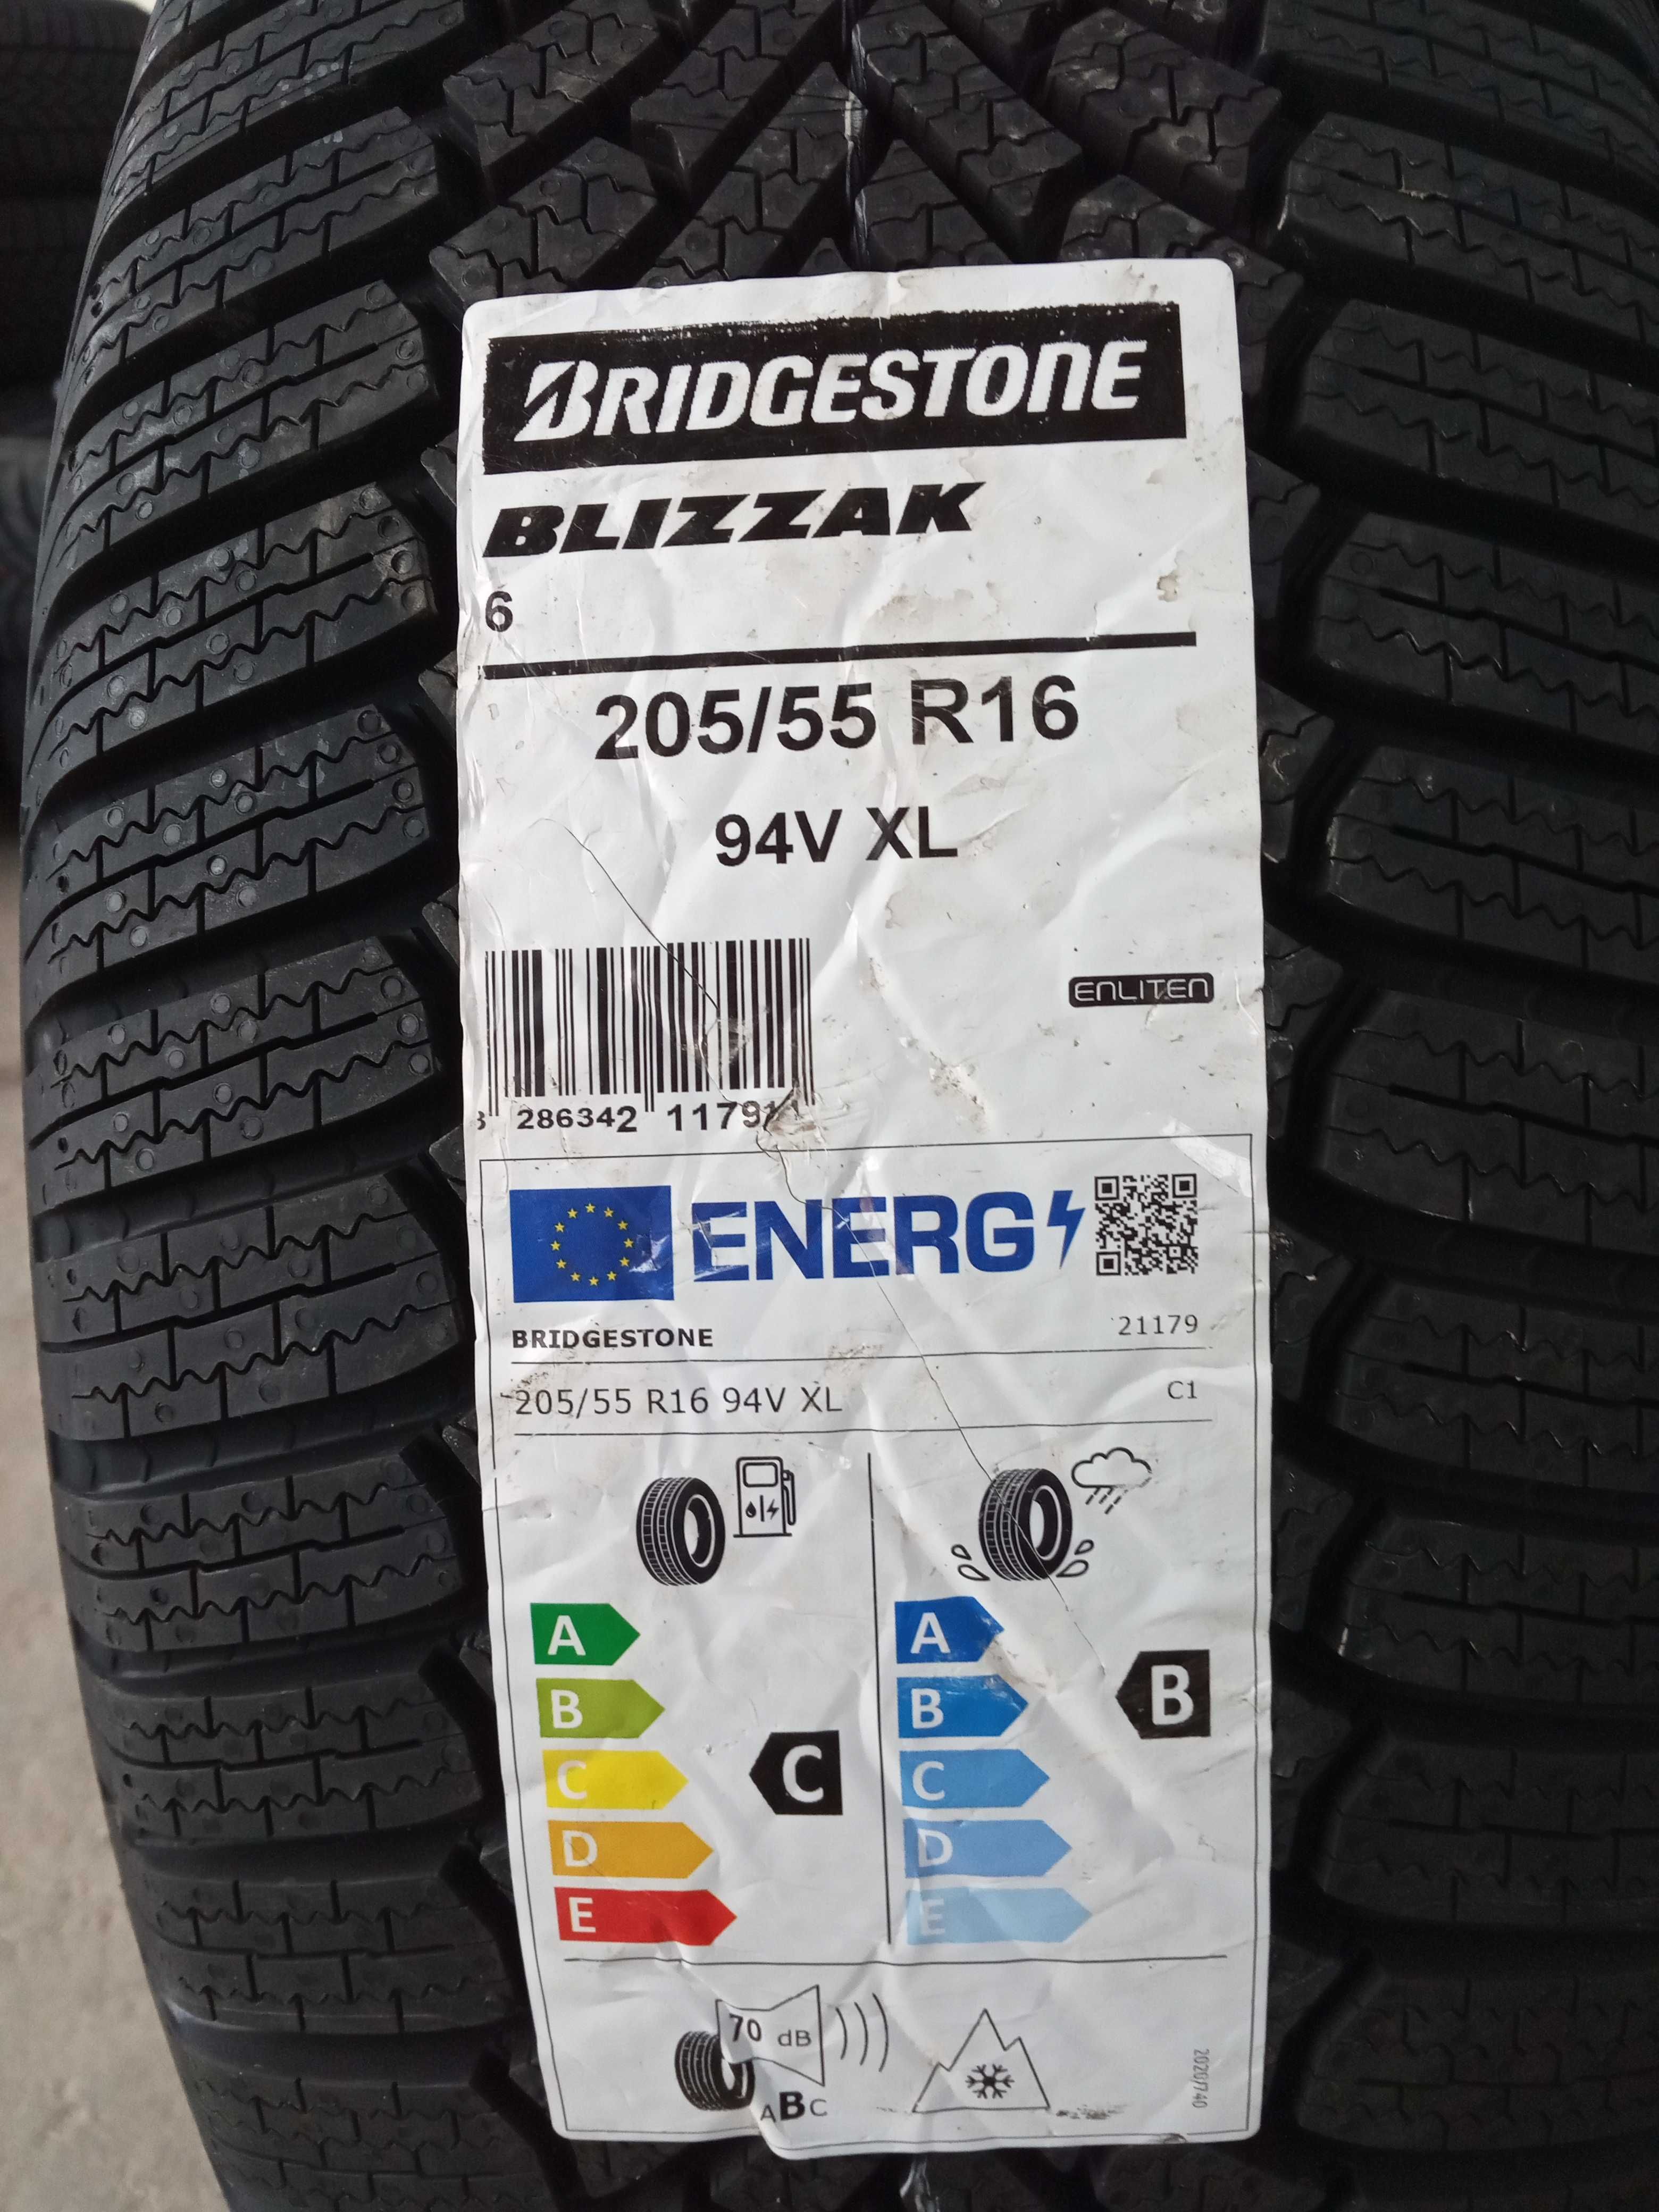 BRIDGESTONE
BLIZZAK
6
205/55 R16
94V XL
ENLITEN
286342
ENERG
BRIDGESTONE 21179
205/55 R16 94V XL C1
A A
B B B
C C C
D D
E E
70 dB
ABC
2020/740